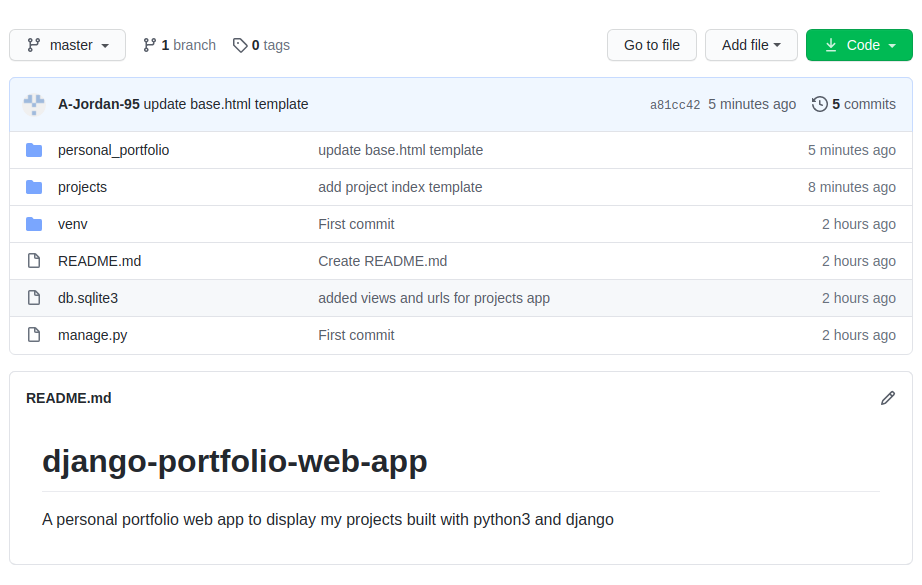 master 1 branch 0 tags Go to file Add file Code
A-Jordan-95 update base.html template a81cc42 5 minutes ago 5 commits
personal_portfolio update base.html template 5 minutes ago
projects add project index template 8 minutes ago
venv First commit 2 hours ago
README.md Create README.md 2 hours ago
db.sqlite3 added views and urls for projects app 2 hours ago
manage.py First commit 2 hours ago
README.md
django-portfolio-web-app
A personal portfolio web app to display my projects built with python3 and django